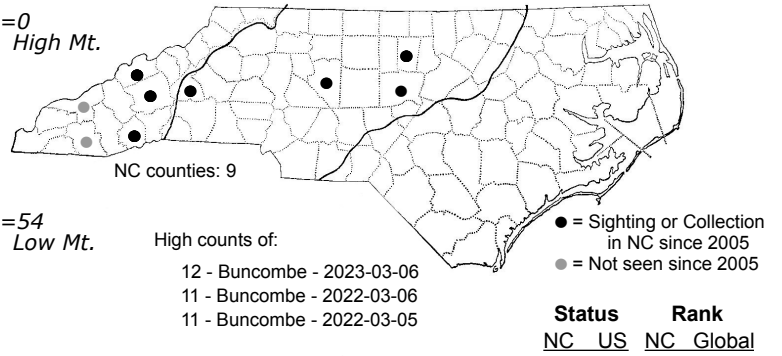 =0
High Mt.
NC counties: 9
=54
Low Mt.
High counts of:
12 - Buncombe - 2023-03-06
11 - Buncombe - 2022-03-06
11 - Buncombe - 2022-03-05
= Sighting or Collection
in NC since 2005
= Not seen since 2005
Status Rank
NC US NC Global